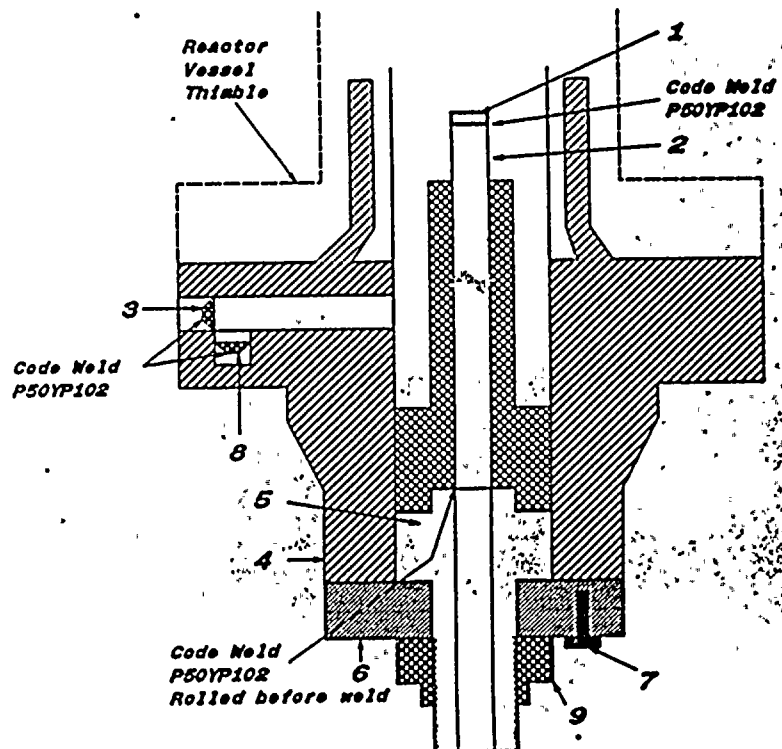 Reactor
Vessel
Thimble
1
Code Weld
P50YP102
2
3
Code Weld
P50YP102
8
5
4
Code Weld
P50YP102
Rolled before weld
6
7
9